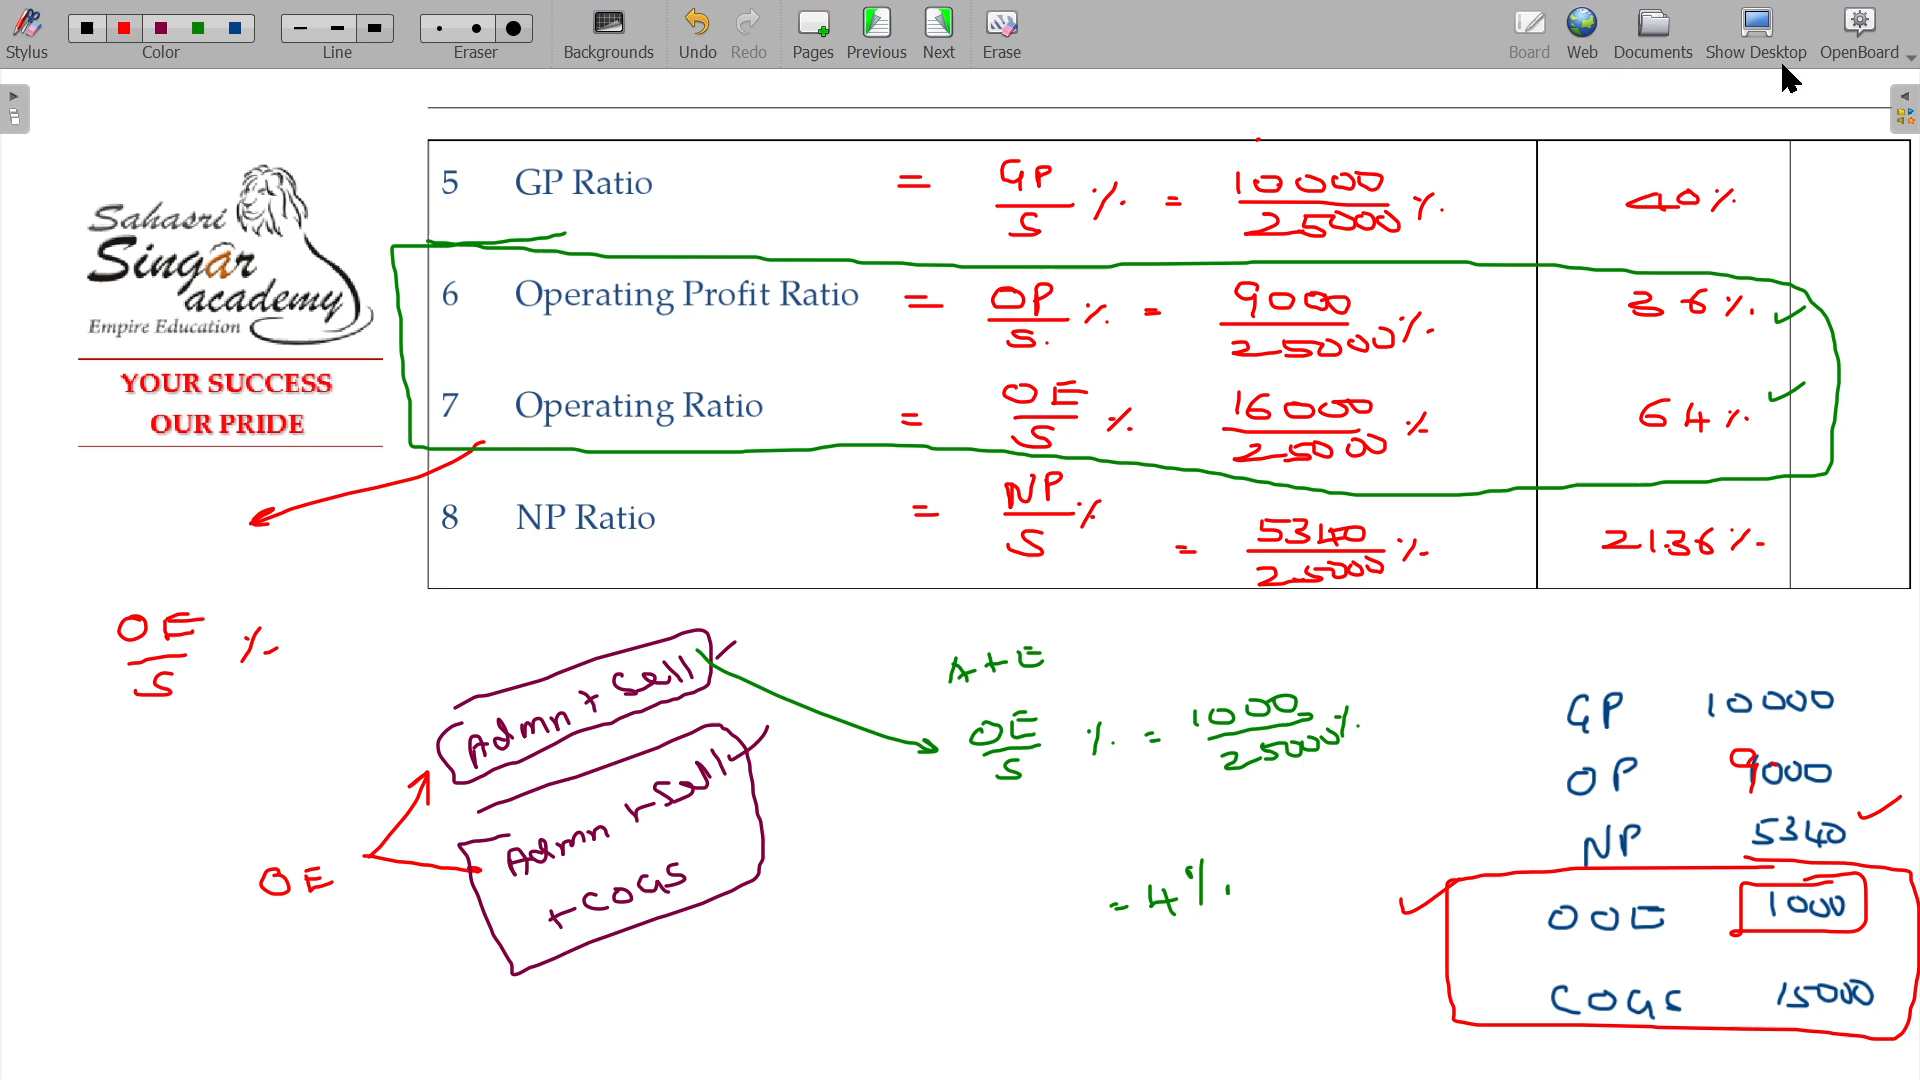 Stylus Color Line Eraser Backgrounds Undo Redo Pages Previous Next Erase Board Web Documents Show Desktop OpenBoard
Sahasri
Singar
academy
Empire Education
YOUR SUCCESS
OUR PRIDE
5 GP Ratio = GP/S % = 10000/25000 % 40%
6 Operating Profit Ratio = OP/S. % = 9000/25000 % 36%.
7 Operating Ratio = OE/S % 16000/25000 % 64%
8 NP Ratio = NP/S % = 5340/25000 % 21.36%
OE/S %
Admn + Sell
A+E
OE/S % = 1000/25000 %
= 4%
OE
Admn + Sell
+ COGS
GP 10000
OP 9000
NP 5340
OOE 1000
COGS 15000